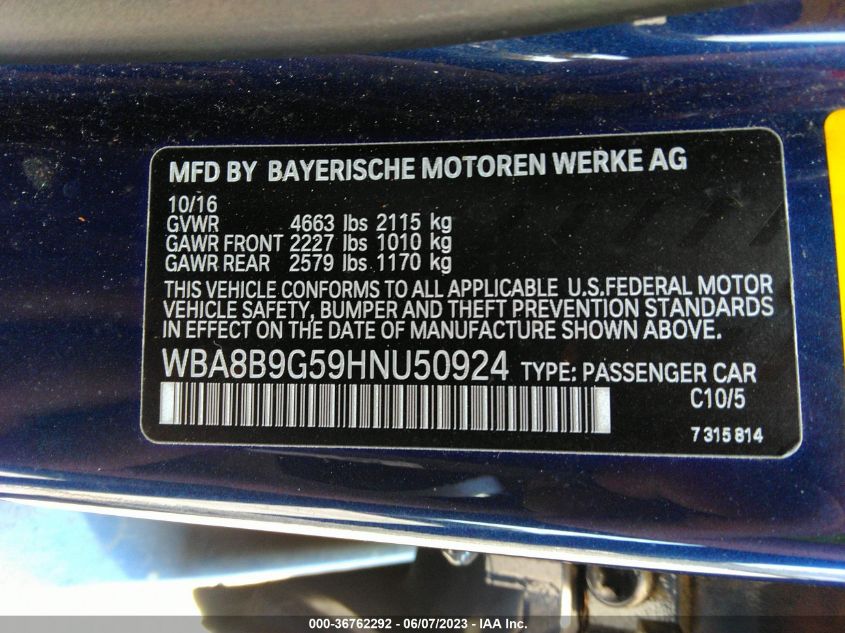 MFD BY BAYERISCHE MOTOREN WERKE AG
10/16
GVWR 4663 lbs 2115 kg
GAWR FRONT 2227 lbs 1010 kg
GAWR REAR 2579 lbs 1170 kg
THIS VEHICLE CONFORMS TO ALL APPLICABLE U.S.FEDERAL MOTOR
VEHICLE SAFETY, BUMPER AND THEFT PREVENTION STANDARDS
IN EFFECT ON THE DATE OF MANUFACTURE SHOWN ABOVE.
WBA8B9G59HNU50924 TYPE: PASSENGER CAR
C10/5
7 315 814
000-36762292 - 06/07/2023 - IAA Inc.